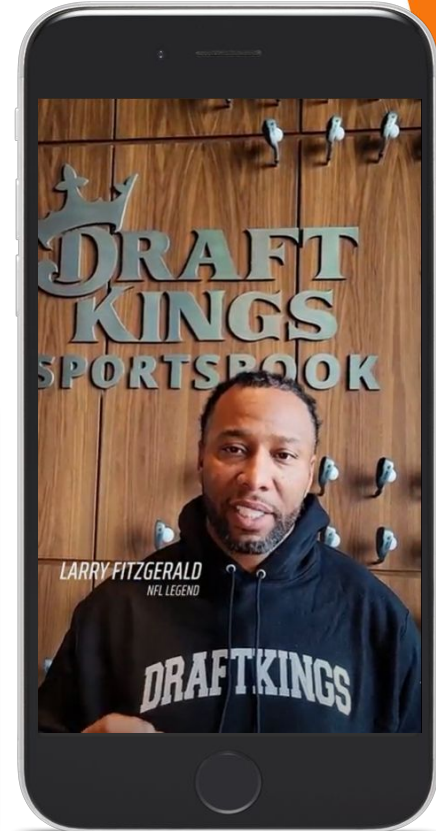 DRAFT
KINGS
SPORTSBOOK
LARRY FITZGERALD
NFL LEGEND
DRAFTKINGS